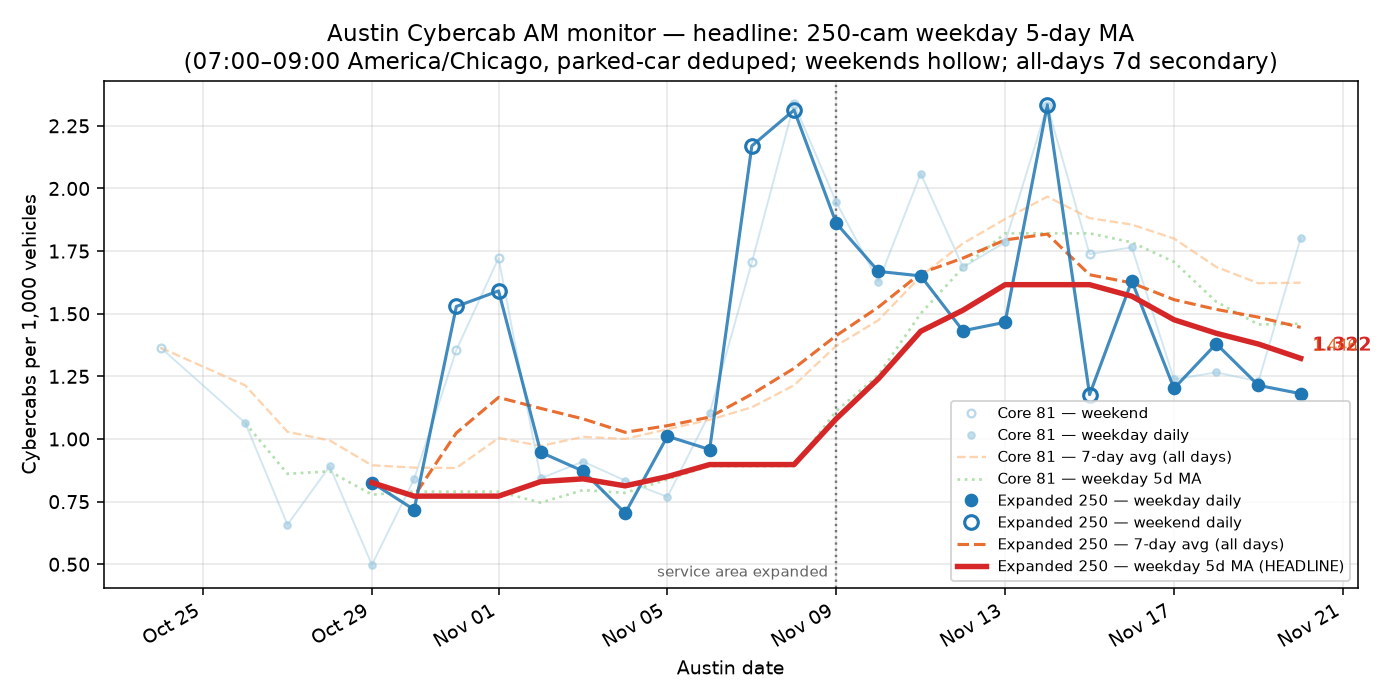 Austin Cybercab AM monitor — headline: 250-cam weekday 5-day MA
(07:00–09:00 America/Chicago, parked-car deduped; weekends hollow; all-days 7d secondary)
Cybercabs per 1,000 vehicles
2.25
2.00
1.75
1.50
1.25
1.00
0.75
0.50
1.322
service area expanded
Core 81 — weekend
Core 81 — weekday daily
Core 81 — 7-day avg (all days)
Core 81 — weekday 5d MA
Expanded 250 — weekday daily
Expanded 250 — weekend daily
Expanded 250 — 7-day avg (all days)
Expanded 250 — weekday 5d MA (HEADLINE)
Oct 25
Oct 29
Nov 01
Nov 05
Nov 09
Nov 13
Nov 17
Nov 21
Austin date